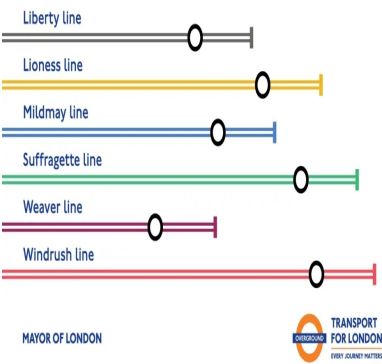 Liberty line
Lioness line
Mildmay line
Suffragette line
Weaver line
Windrush line
MAYOR OF LONDON
OVERGROUND
TRANSPORT
FOR LONDON
EVERY JOURNEY MATTERS